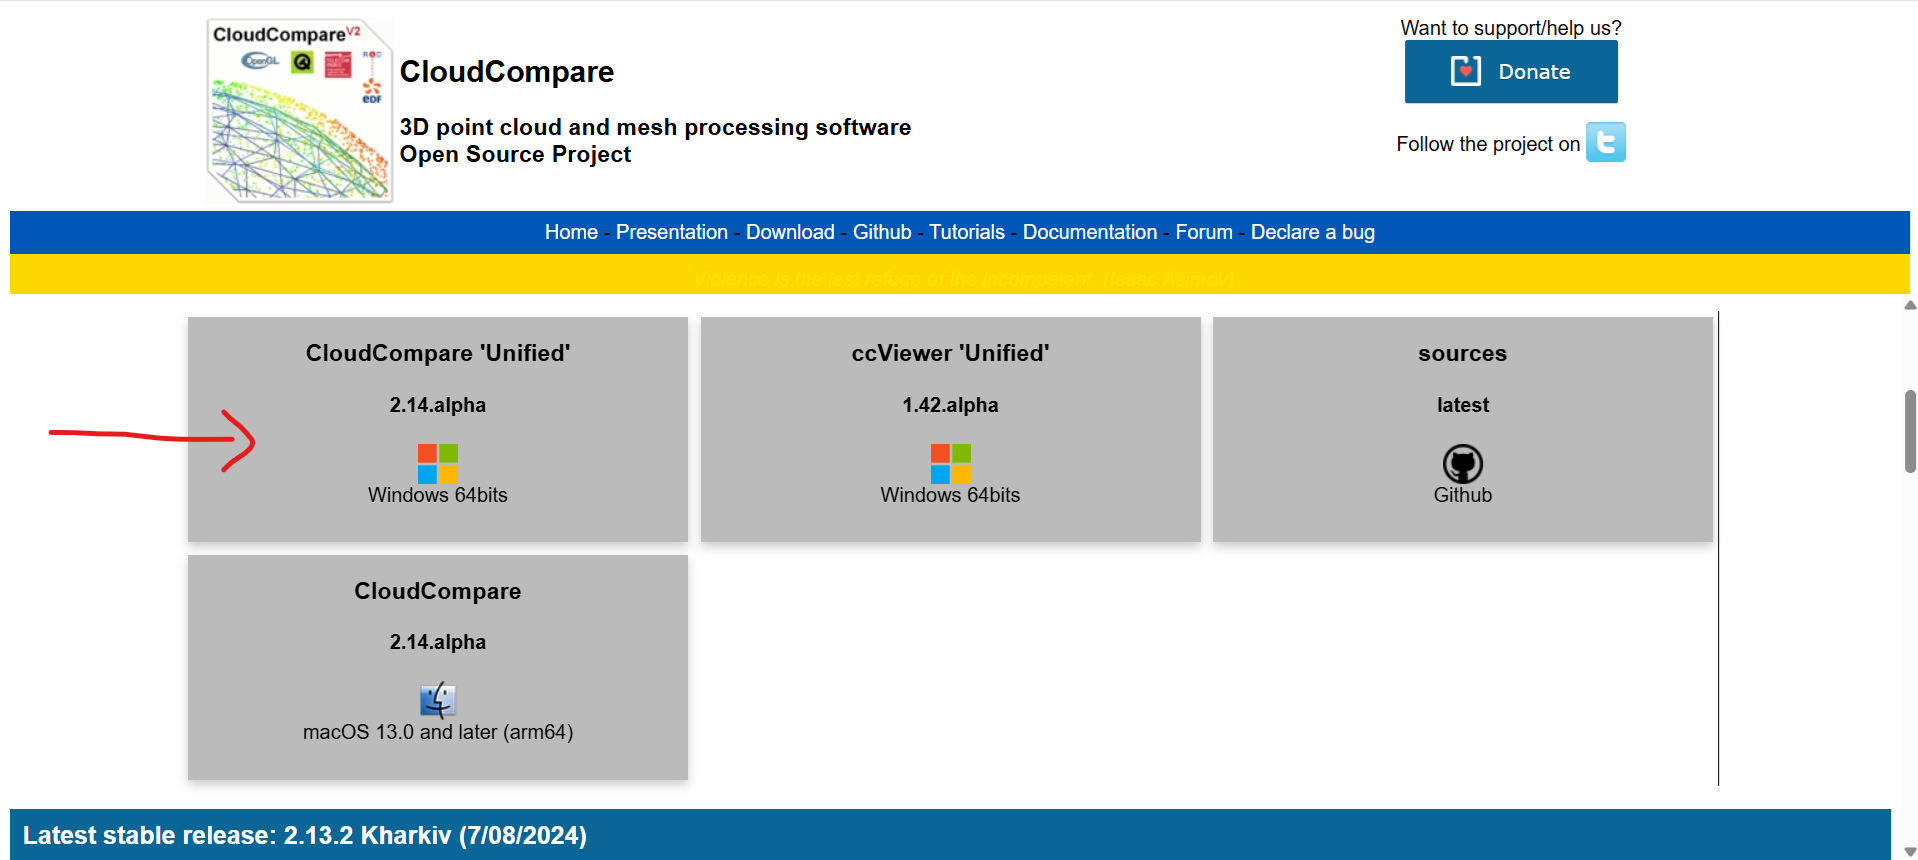 CloudCompareV2
OpenGL
EDF
CloudCompare
3D point cloud and mesh processing software
Open Source Project
Want to support/help us?
Donate
Follow the project on
Home - Presentation - Download - Github - Tutorials - Documentation - Forum - Declare a bug
"Violence is the last refuge of the incompetent. (Isaac Asimov)
CloudCompare 'Unified'
2.14.alpha
Windows 64bits
ccViewer 'Unified'
1.42.alpha
Windows 64bits
sources
latest
Github
CloudCompare
2.14.alpha
macOS 13.0 and later (arm64)
Latest stable release: 2.13.2 Kharkiv (7/08/2024)